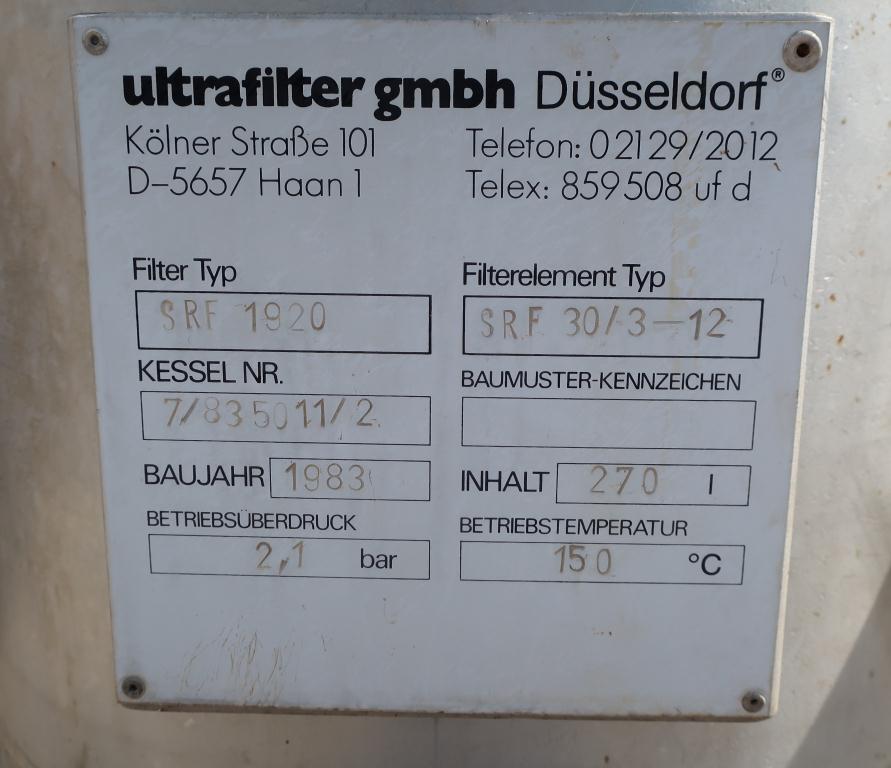 ultrafilter gmbh Düsseldorf®
Kölner Straße 101 Telefon: 02129/2012
D-5657 Haan 1 Telex: 859508 uf d
Filter Typ Filterelement Typ
SRF 1920 SRF 30/3-12
KESSEL NR. BAUMUSTER-KENNZEICHEN
7/835011/2
BAUJAHR 1983 INHALT 270 l
BETRIEBSÜBERDRUCK BETRIEBSTEMPERATUR
2,1 bar 150 °C